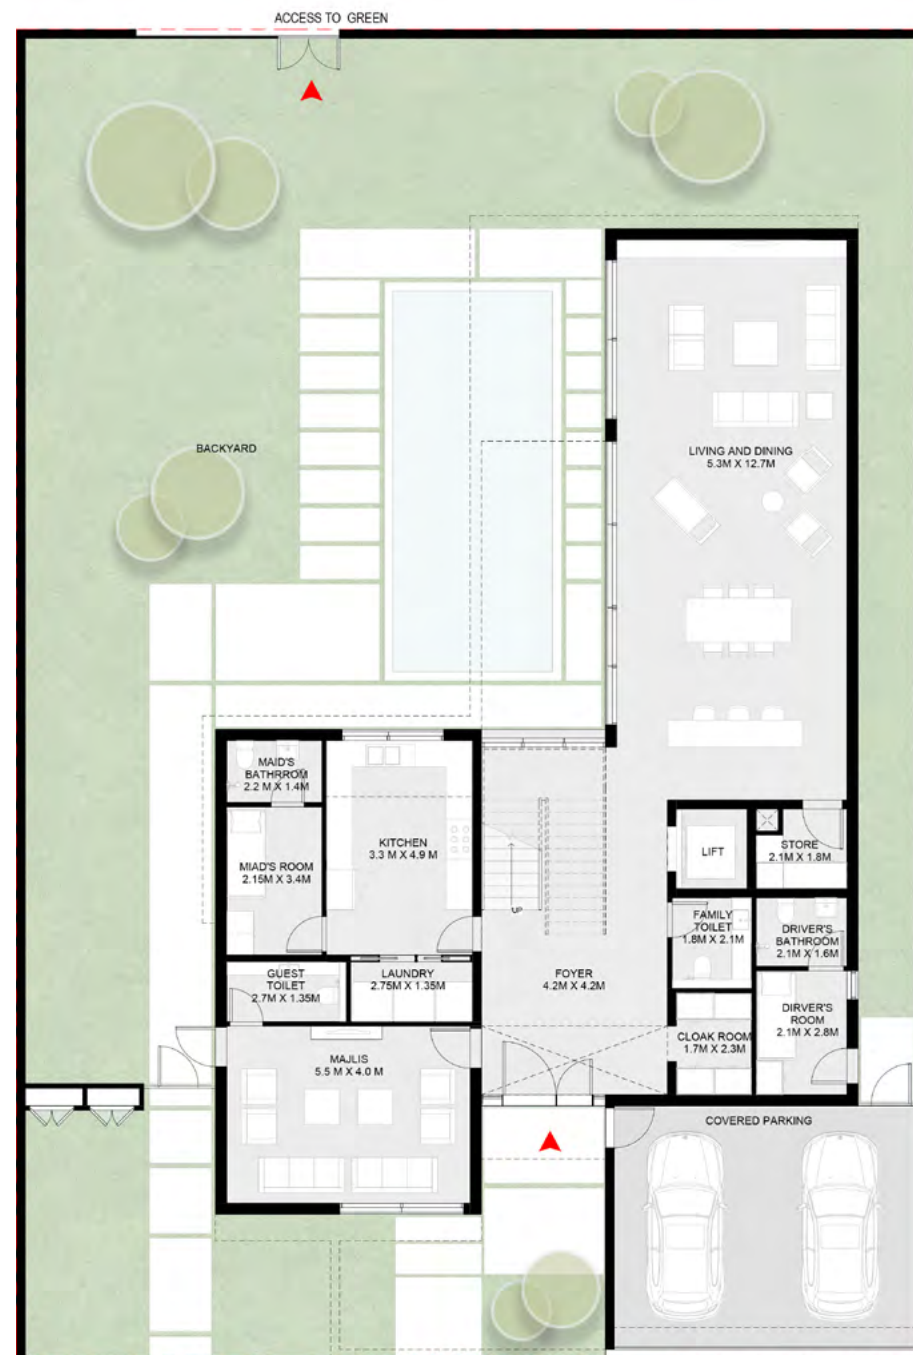 ACCESS TO GREEN
BACKYARD
LIVING AND DINING
5.3M X 12.7M
MAID'S
BATHRROM
2.2 M X 1.4M
KITCHEN
3.3 M X 4.9 M
MIAD'S ROOM
2.15M X 3.4M
LIFT
STORE
2.1M X 1.8M
UP
FAMILY
TOILET
1.8M X 2.1M
DRIVER'S
BATHROOM
2.1M X 1.6M
GUEST
TOILET
2.7M X 1.35M
LAUNDRY
2.75M X 1.35M
FOYER
4.2M X 4.2M
DIRVER'S
ROOM
2.1M X 2.8M
CLOAK ROOM
1.7M X 2.3M
MAJLIS
5.5 M X 4.0 M
COVERED PARKING